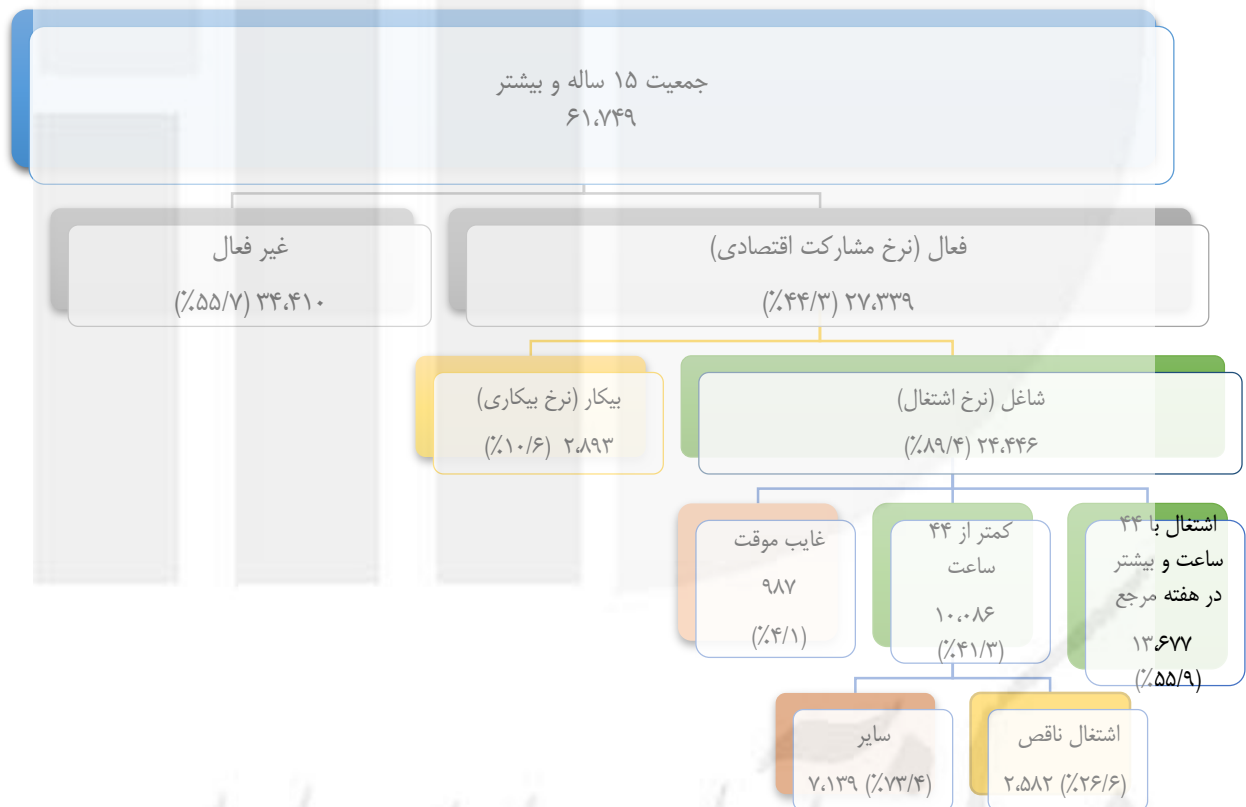 جمعیت ۱۵ ساله و بیشتر
۶۱،۷۴۹
فعال (نرخ مشارکت اقتصادی)
۲۷،۳۳۹ (۴۴/۳٪)
غیر فعال
۳۴،۴۱۰ (۵۵/۷٪)
شاغل (نرخ اشتغال)
۲۴،۴۴۶ (۸۹/۴٪)
بیکار (نرخ بیکاری)
۲،۸۹۳ (۱۰/۶٪)
اشتغال با ۴۴
ساعت و بیشتر
در هفته مرجع
۱۳،۶۷۷
(۵۵/۹٪)
کمتر از ۴۴
ساعت
۱۰،۰۸۶
(۴۱/۳٪)
غایب موقت
۹۸۷
(۴/۱٪)
اشتغال ناقص
۲،۵۸۲ (۲۶/۶٪)
سایر
۷،۱۳۹ (۷۳/۴٪)